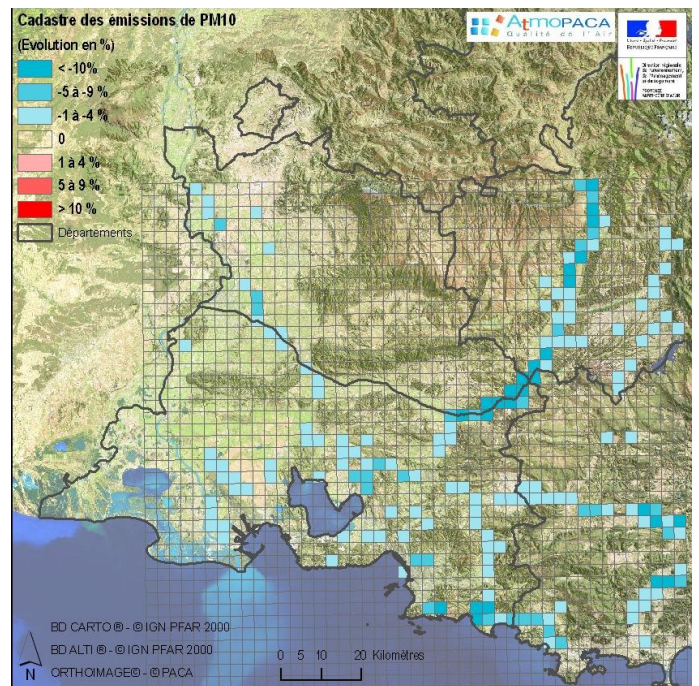 Cadastre des émissions de PM10
(Evolution en %)
< -10%
-5 à -9 %
-1 à -4 %
0
1 à 4 %
5 à 9 %
> 10 %
Départements
AtmoPACA
Qualité de l'Air
RÉPUBLIQUE FRANÇAISE
BD CARTO ® - © IGN PFAR 2000
BD ALTI ® - © IGN PFAR 2000
ORTHOIMAGE© - © PACA
N
0 5 10 20 Kilomètres